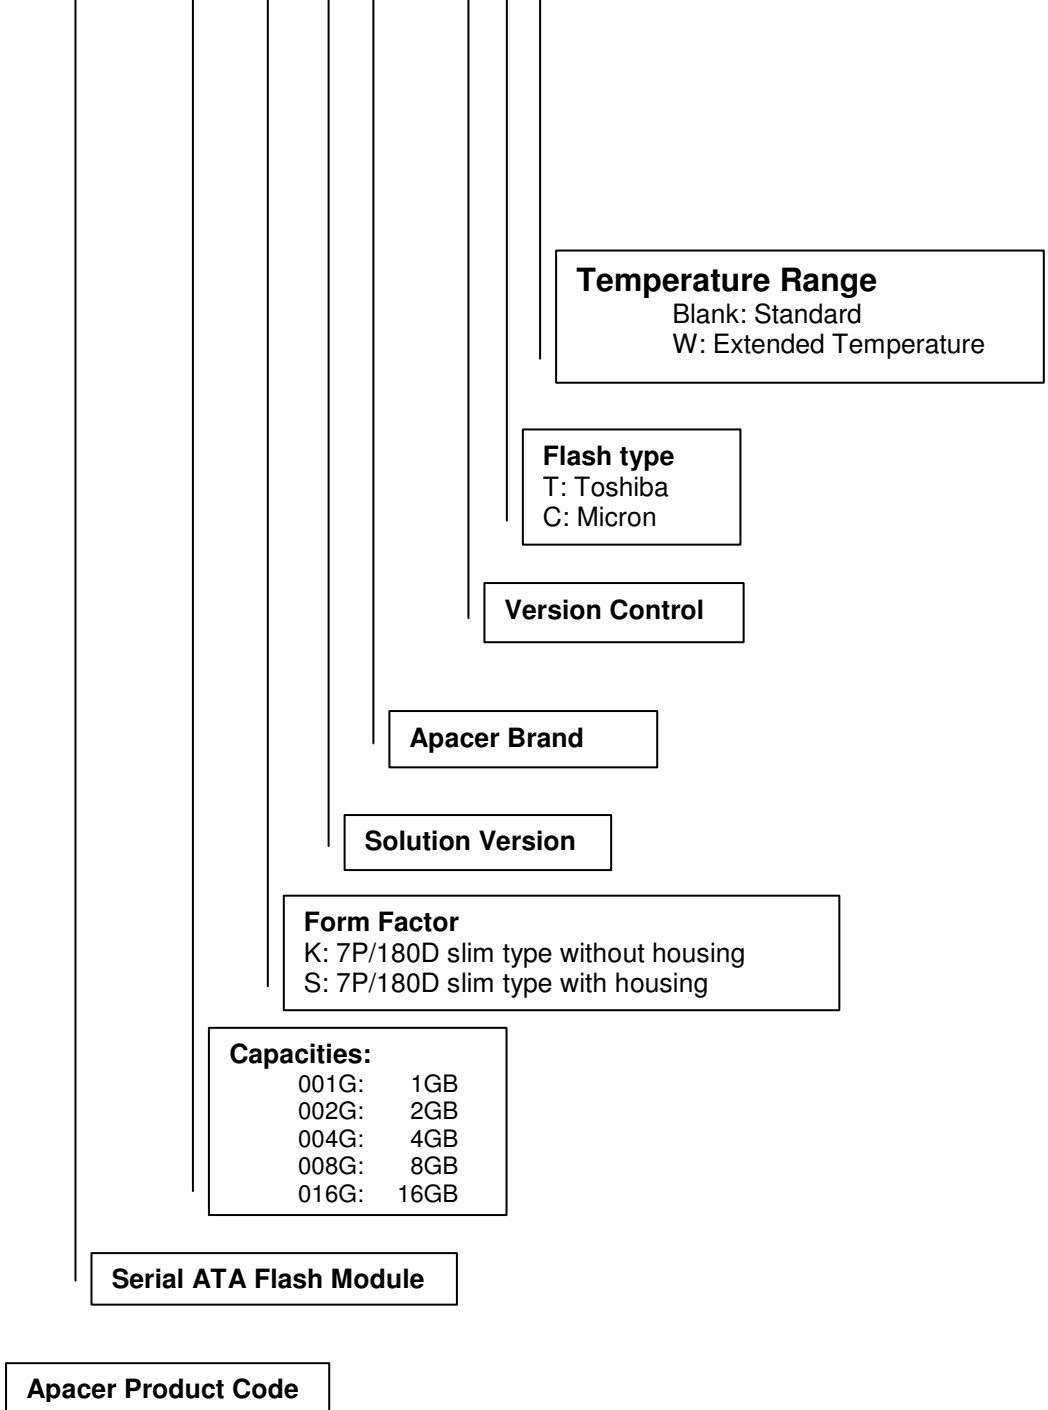 Temperature Range
Blank: Standard
W: Extended Temperature
Flash type
T: Toshiba
C: Micron
Version Control
Apacer Brand
Solution Version
Form Factor
K: 7P/180D slim type without housing
S: 7P/180D slim type with housing
Capacities:
001G: 1GB
002G: 2GB
004G: 4GB
008G: 8GB
016G: 16GB
Serial ATA Flash Module
Apacer Product Code